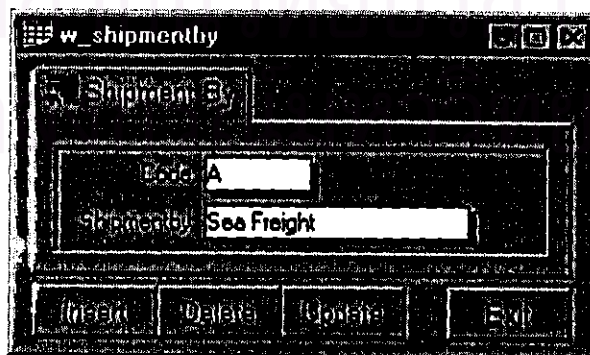 w_shipmentby
Shipment By
Code A
Shipmentby Sea Freight
Insert Delete Update Exit